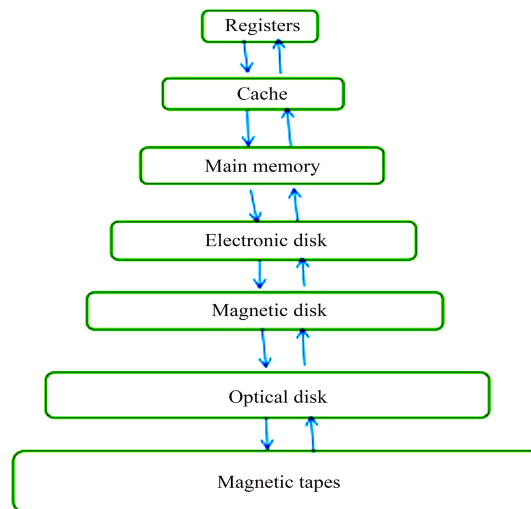 Registers
Cache
Main memory
Electronic disk
Magnetic disk
Optical disk
Magnetic tapes